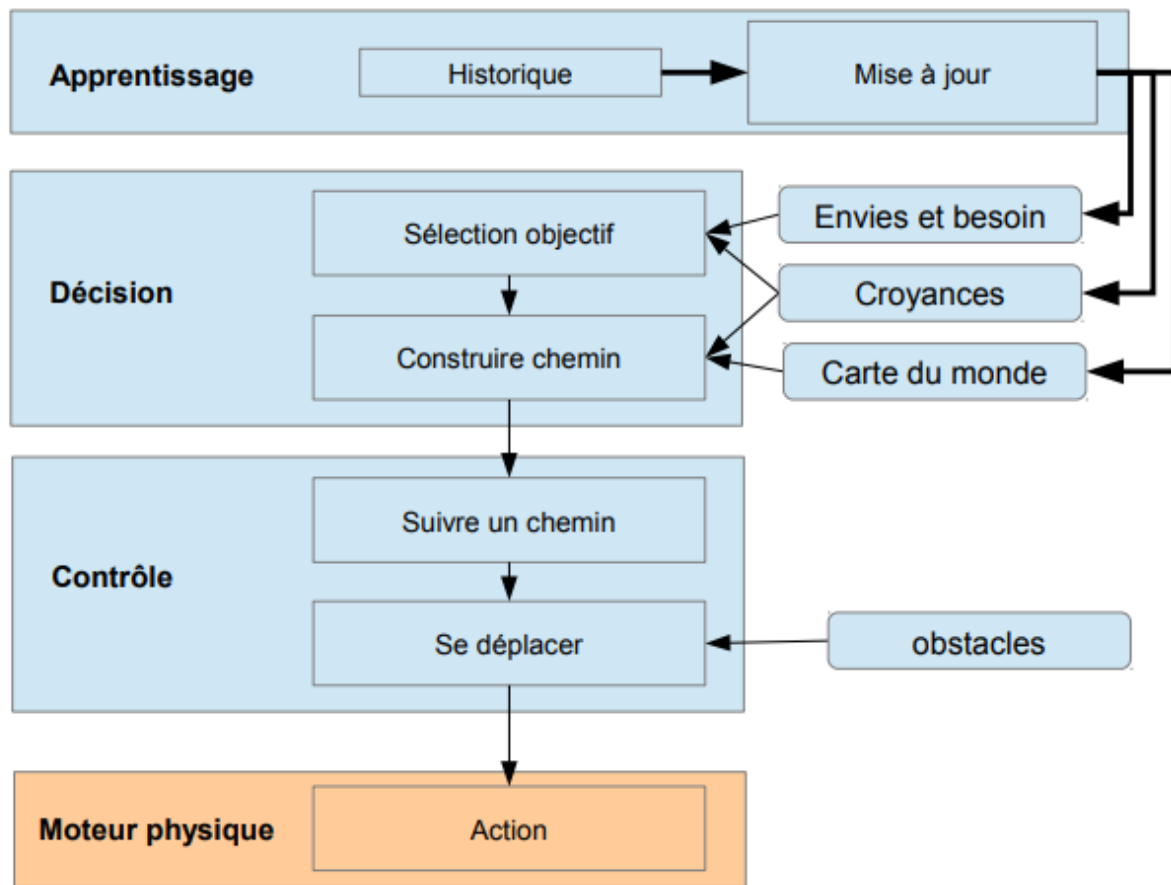 Apprentissage
Historique
Mise à jour
Décision
Sélection objectif
Envies et besoin
Croyances
Construire chemin
Carte du monde
Contrôle
Suivre un chemin
Se déplacer
obstacles
Moteur physique
Action